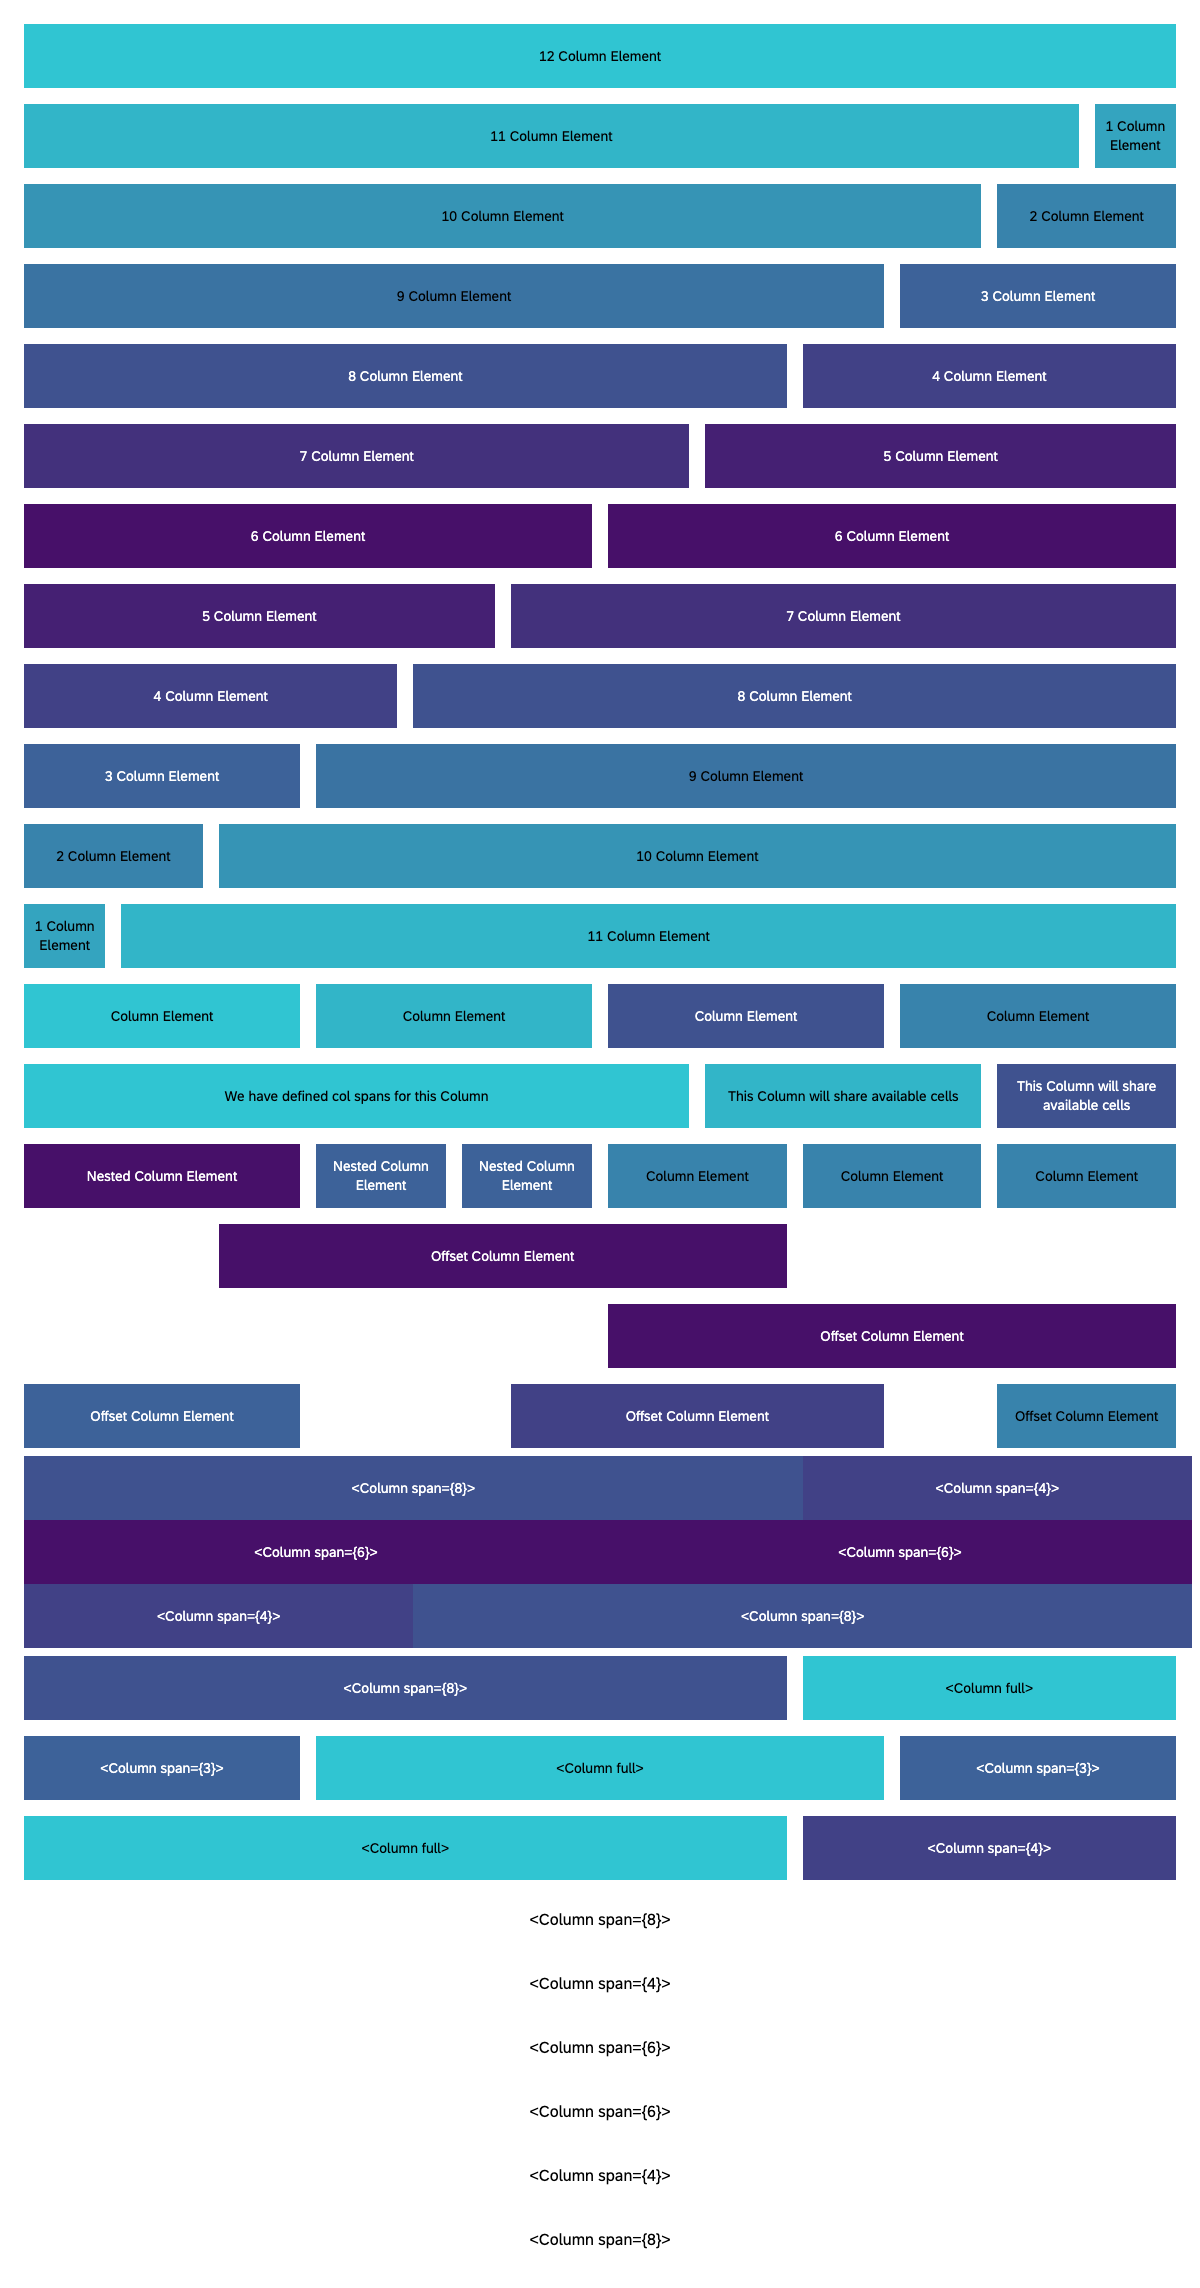 12 Column Element
11 Column Element
1 Column
Element
10 Column Element
2 Column Element
9 Column Element
3 Column Element
8 Column Element
4 Column Element
7 Column Element
5 Column Element
6 Column Element
6 Column Element
5 Column Element
7 Column Element
4 Column Element
8 Column Element
3 Column Element
9 Column Element
2 Column Element
10 Column Element
1 Column
Element
11 Column Element
Column Element
Column Element
Column Element
Column Element
We have defined col spans for this Column
This Column will share available cells
This Column will share
available cells
Nested Column Element
Nested Column
Element
Nested Column
Element
Column Element
Column Element
Column Element
Offset Column Element
Offset Column Element
Offset Column Element
Offset Column Element
Offset Column Element
<Column span={8}>
<Column span={4}>
<Column span={6}>
<Column span={6}>
<Column span={4}>
<Column span={8}>
<Column span={8}>
<Column full>
<Column span={3}>
<Column full>
<Column span={3}>
<Column full>
<Column span={4}>
<Column span={8}>
<Column span={4}>
<Column span={6}>
<Column span={6}>
<Column span={4}>
<Column span={8}>